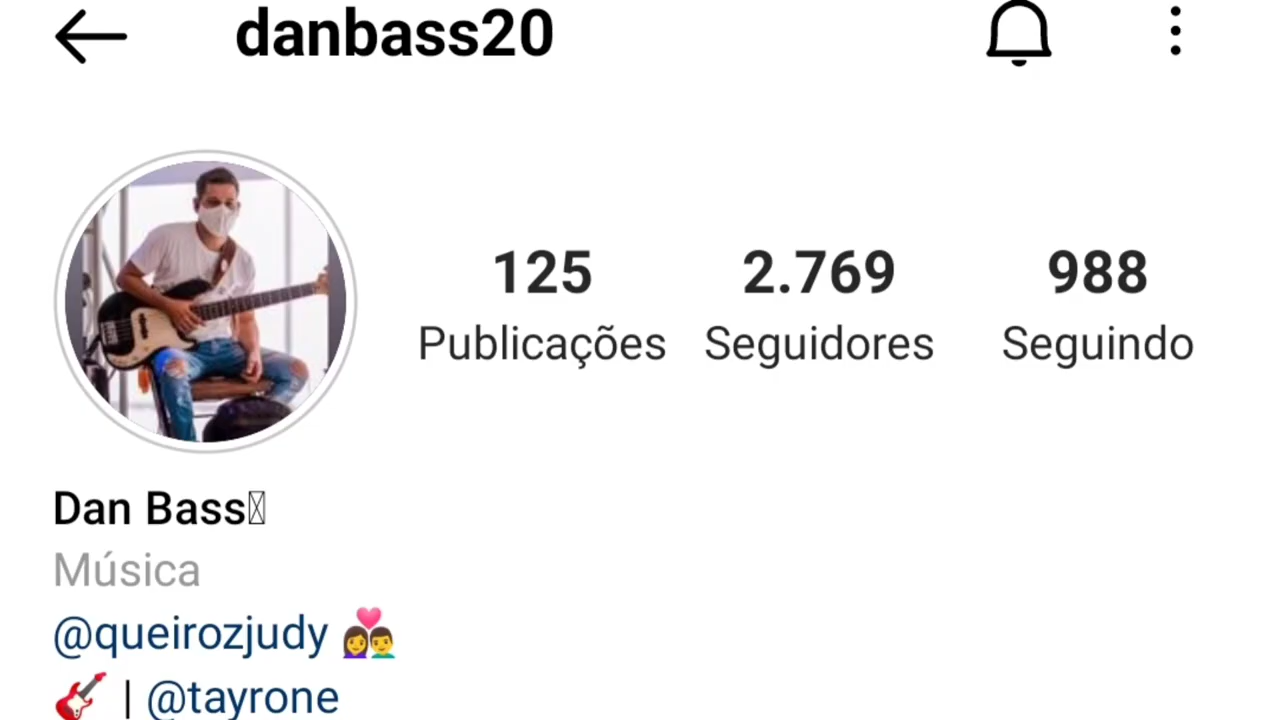 danbass20
125 2.769 988
Publicações Seguidores Seguindo
Dan Bass
Música
@queirozjudy 👩‍❤️‍👨
🎸 | @tayrone